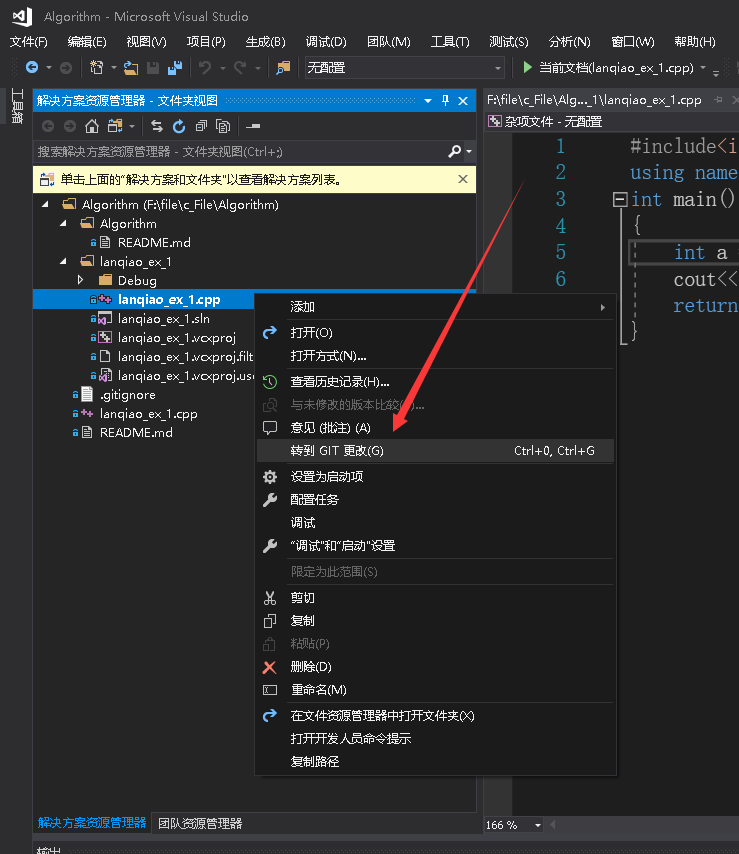 Algorithm - Microsoft Visual Studio
文件(F) 编辑(E) 视图(V) 项目(P) 生成(B) 调试(D) 团队(M) 工具(T) 测试(S) 分析(N) 窗口(W) 帮助(H)
无配置 当前文档(lanqiao_ex_1.cpp)
工具箱
解决方案资源管理器 - 文件夹视图
搜索解决方案资源管理器 - 文件夹视图(Ctrl+;)
单击上面的“解决方案和文件夹”以查看解决方案列表。
Algorithm (F:\file\c_File\Algorithm)
Algorithm
README.md
lanqiao_ex_1
Debug
lanqiao_ex_1.cpp
lanqiao_ex_1.sln
lanqiao_ex_1.vcxproj
lanqiao_ex_1.vcxproj.filt
lanqiao_ex_1.vcxproj.use
.gitignore
lanqiao_ex_1.cpp
README.md
添加
打开(O)
打开方式(N)...
查看历史记录(H)...
与未修改的版本比较...
意见 (批注) (A)
转到 GIT 更改(G) Ctrl+0, Ctrl+G
设置为启动项
配置任务
调试
“调试”和“启动”设置
限定为此范围(S)
剪切
复制
粘贴(P)
删除(D)
重命名(M)
在文件资源管理器中打开文件夹(X)
打开开发人员命令提示
复制路径
解决方案资源管理器 团队资源管理器
F:\file\c_File\Alg..._1\lanqiao_ex_1.cpp
杂项文件 - 无配置
1 #include<i
2 using name
3 int main()
4 {
5 int a
6 cout<<
return
}
166 %
输出